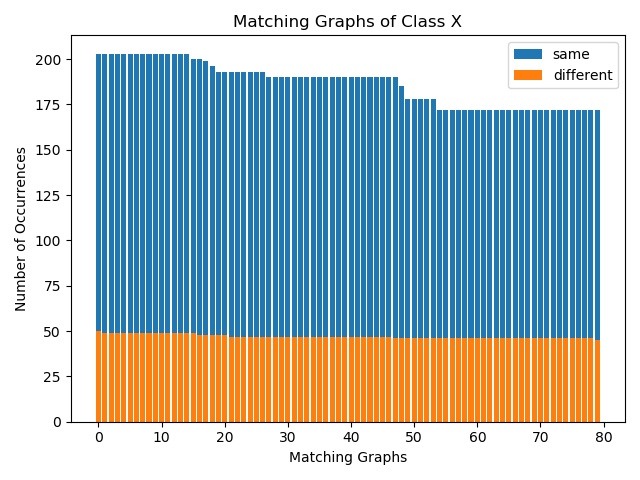 Matching Graphs of Class X
same
different
Number of Occurrences
200
175
150
125
100
75
50
25
0
0 10 20 30 40 50 60 70 80
Matching Graphs